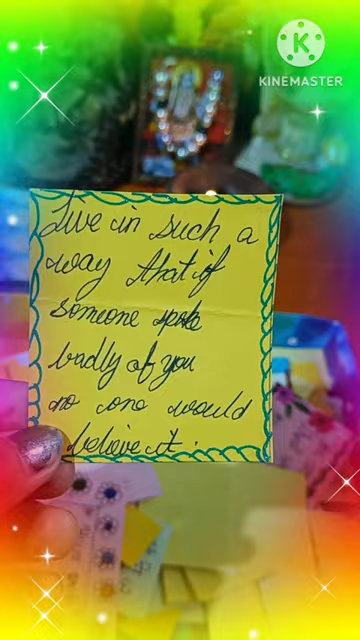 KINEMASTER
Live in such a
way that if
someone spoke
badly of you
no one would
believe it.